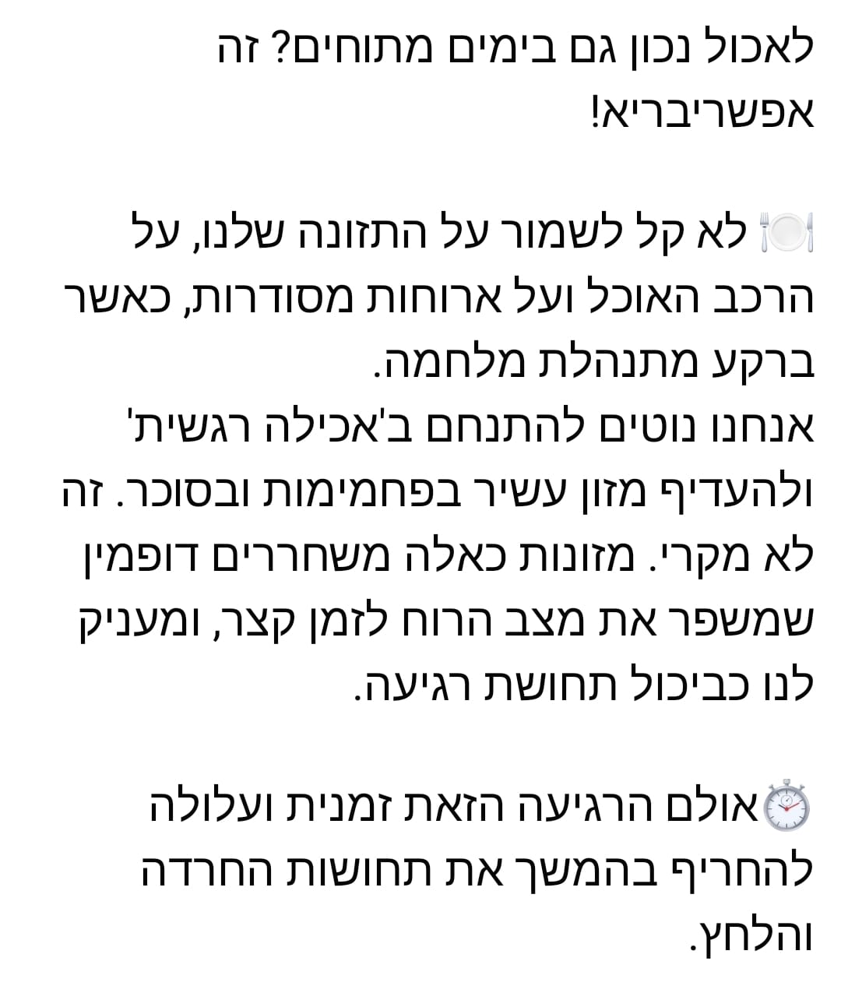 לאכול נכון גם בימים מתוחים? זה
אפשריבריא!
🍽️ לא קל לשמור על התזונה שלנו, על
הרכב האוכל ועל ארוחות מסודרות, כאשר
ברקע מתנהלת מלחמה.
אנחנו נוטים להתנחם ב'אכילה רגשית'
ולהעדיף מזון עשיר בפחמימות ובסוכר. זה
לא מקרי. מזונות כאלה משחררים דופמין
שמשפר את מצב הרוח לזמן קצר, ומעניק
לנו כביכול תחושת רגיעה.
⏱️אולם הרגיעה הזאת זמנית ועלולה
להחריף בהמשך את תחושות החרדה
והלחץ.